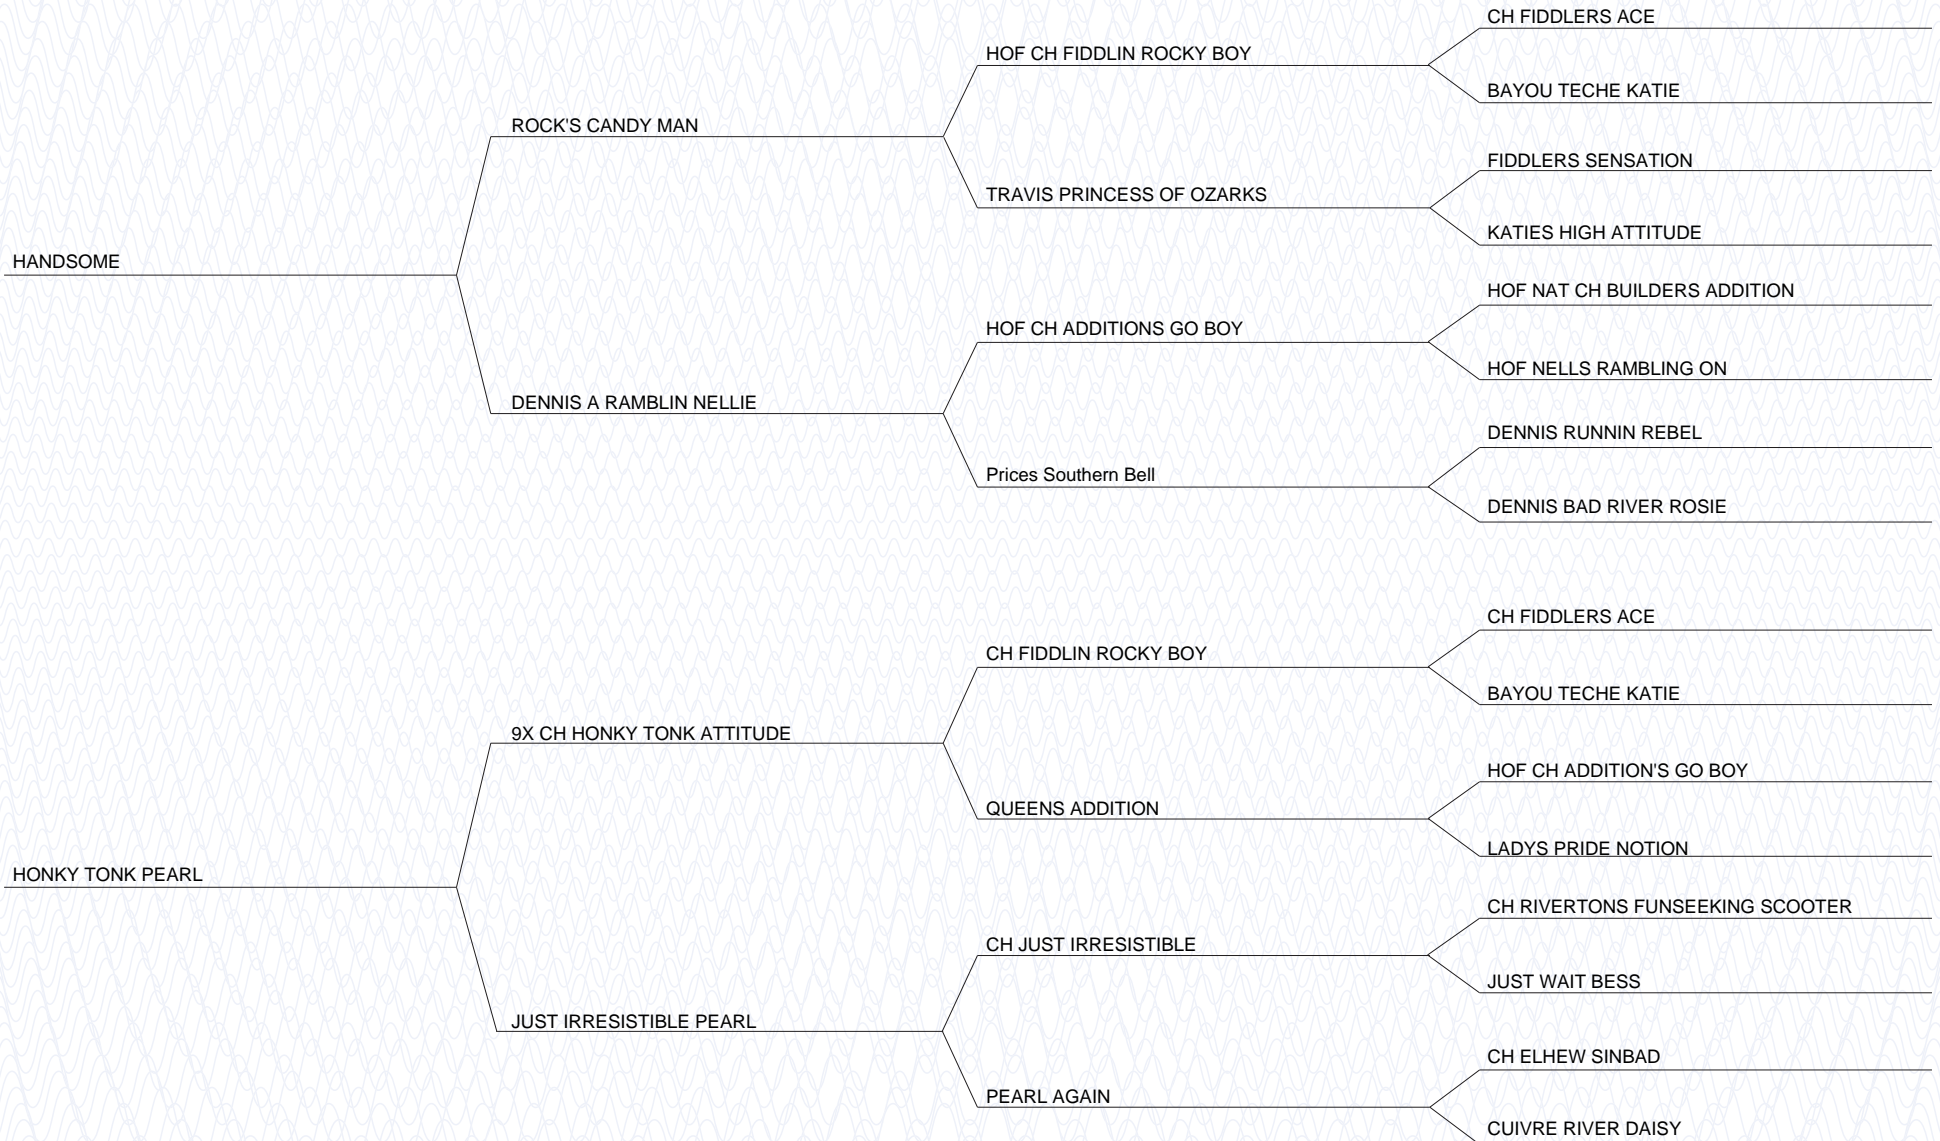 CH FIDDLERS ACE
HOF CH FIDDLIN ROCKY BOY
BAYOU TECHE KATIE
ROCK'S CANDY MAN
FIDDLERS SENSATION
TRAVIS PRINCESS OF OZARKS
KATIES HIGH ATTITUDE
HANDSOME
HOF NAT CH BUILDERS ADDITION
HOF CH ADDITIONS GO BOY
HOF NELLS RAMBLING ON
DENNIS A RAMBLIN NELLIE
DENNIS RUNNIN REBEL
Prices Southern Bell
DENNIS BAD RIVER ROSIE
CH FIDDLERS ACE
CH FIDDLIN ROCKY BOY
BAYOU TECHE KATIE
9X CH HONKY TONK ATTITUDE
HOF CH ADDITION'S GO BOY
QUEENS ADDITION
LADYS PRIDE NOTION
HONKY TONK PEARL
CH RIVERTONS FUNSEEKING SCOOTER
CH JUST IRRESISTIBLE
JUST WAIT BESS
JUST IRRESISTIBLE PEARL
CH ELHEW SINBAD
PEARL AGAIN
CUIVRE RIVER DAISY